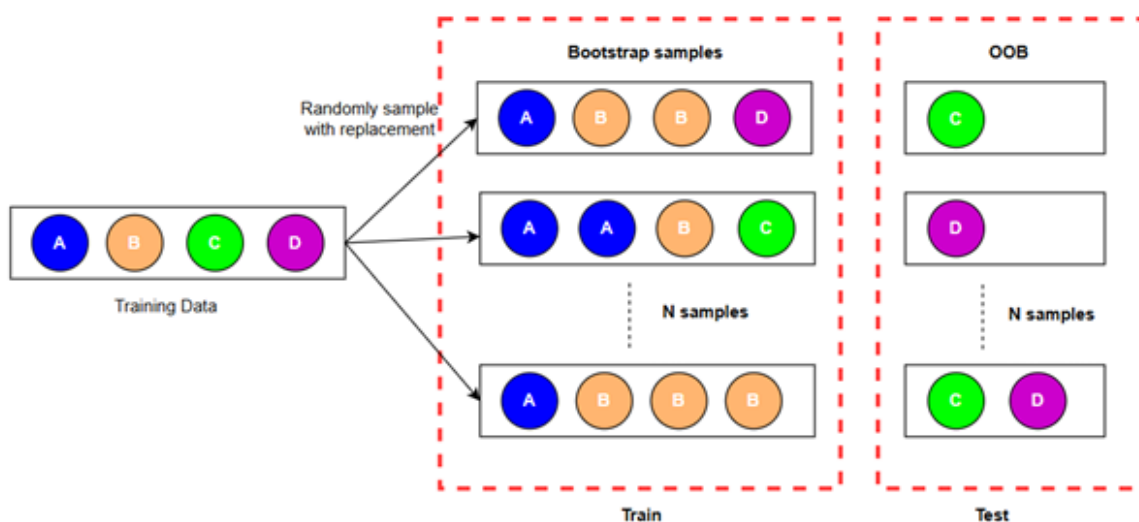 Bootstrap samples
OOB
Randomly sample
with replacement
A B B D
C
A B C D
A A B C
D
Training Data
N samples
N samples
A B B B
C D
Train
Test